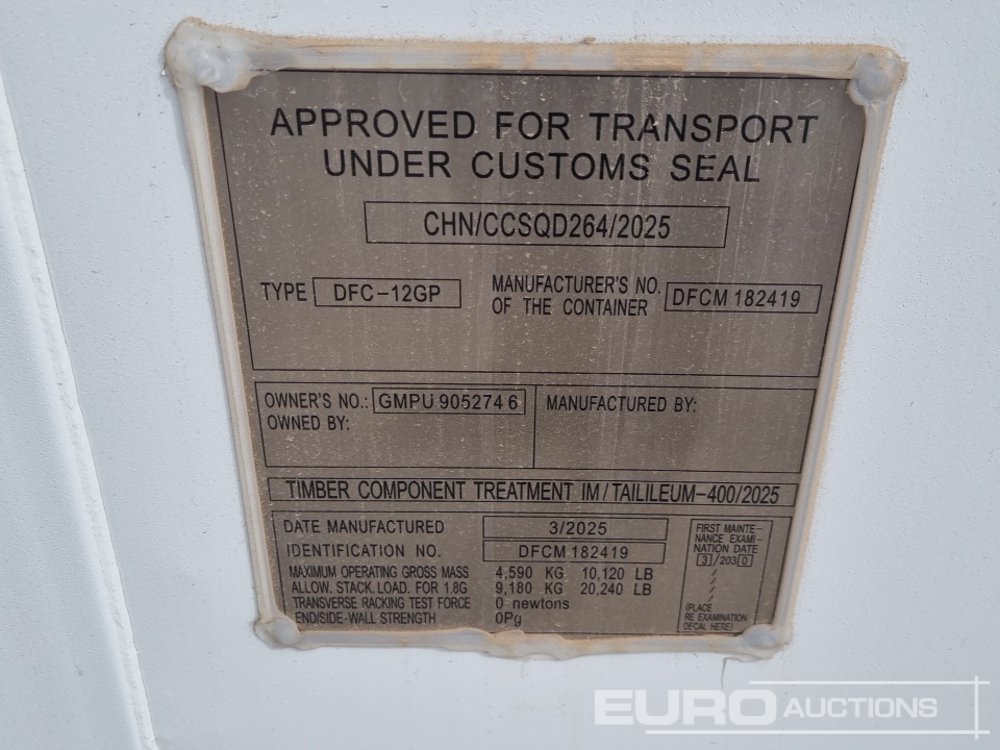 APPROVED FOR TRANSPORT
UNDER CUSTOMS SEAL
CHN/CCSQD264/2025
TYPE DFC-12GP
MANUFACTURER'S NO.
OF THE CONTAINER DFCM 182419
OWNER'S NO.: GMPU 905274 6
OWNED BY:
MANUFACTURED BY:
TIMBER COMPONENT TREATMENT IM/TAILILEUM-400/2025
DATE MANUFACTURED 3/2025
IDENTIFICATION NO. DFCM 182419
MAXIMUM OPERATING GROSS MASS 4,590 KG 10,120 LB
ALLOW. STACK. LOAD. FOR 1.8G 9,180 KG 20,240 LB
TRANSVERSE RACKING TEST FORCE 0 newtons
END/SIDE-WALL STRENGTH 0Pg
FIRST MAINTE-
NANCE EXAMI-
NATION DATE
3/2030
/
/
/
(PLACE
RE EXAMINATION
DECAL HERE)
EURO AUCTIONS